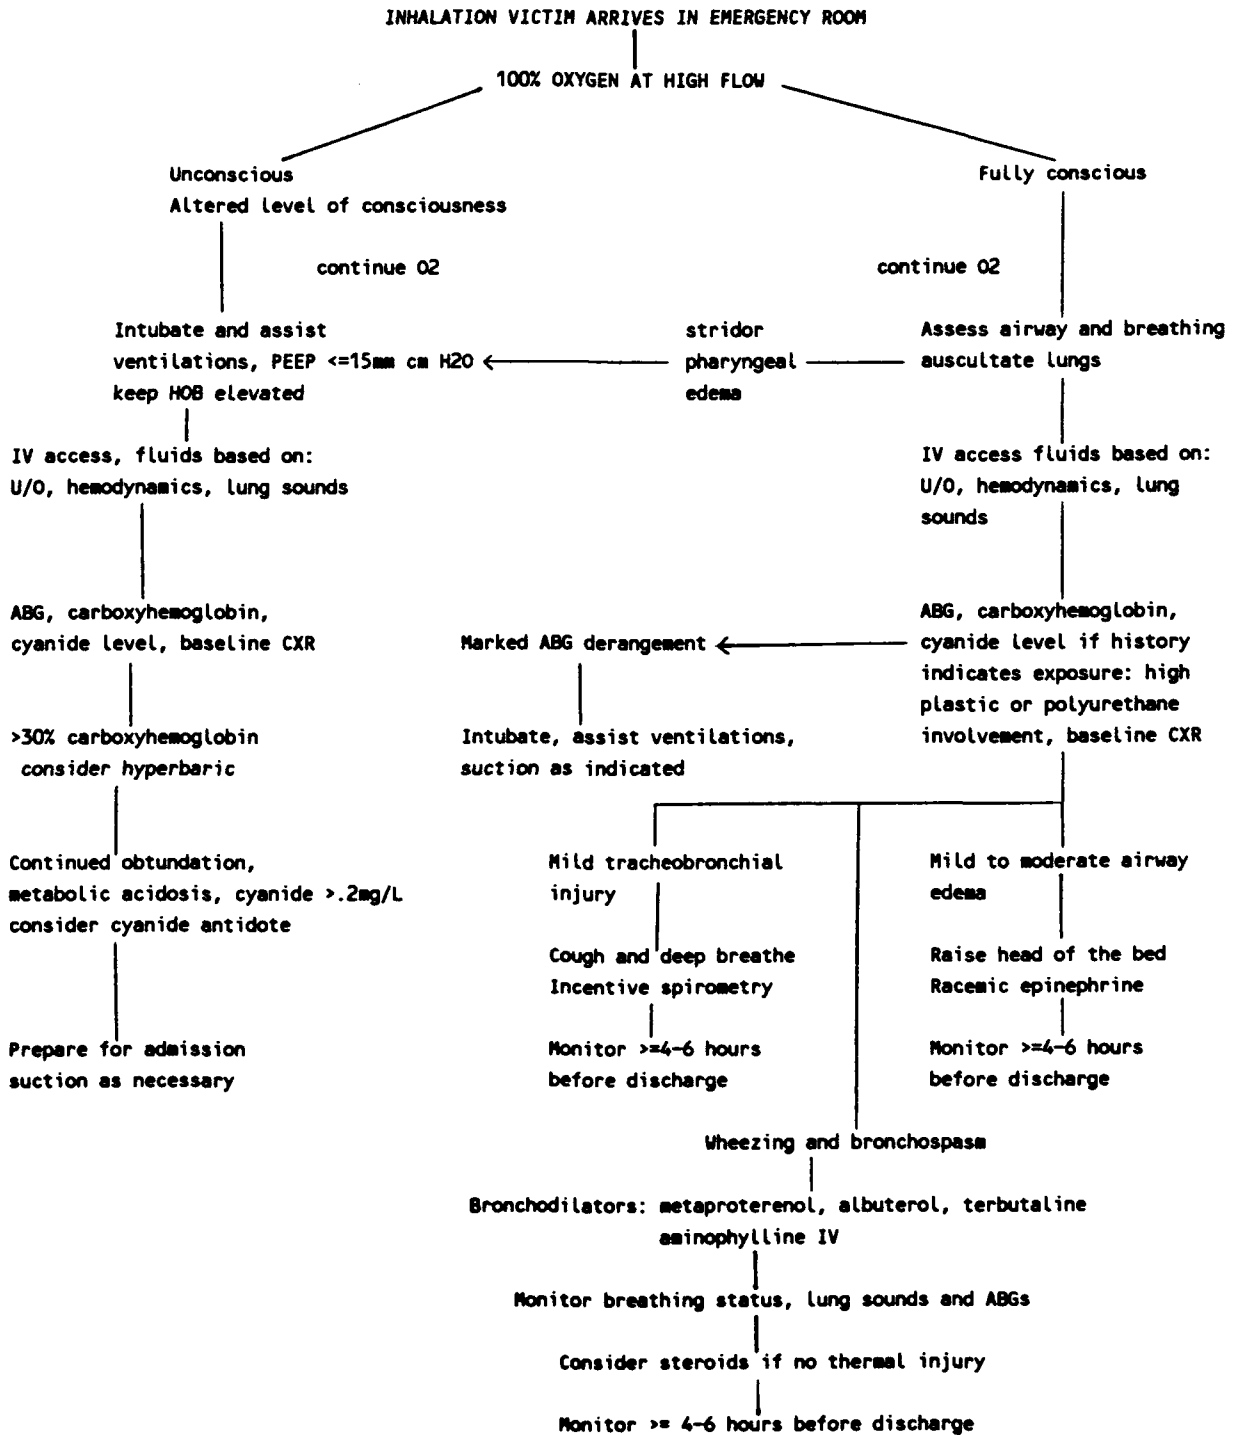 INHALATION VICTIM ARRIVES IN EMERGENCY ROOM
100% OXYGEN AT HIGH FLOW
Unconscious
Altered level of consciousness
Fully conscious
continue O2
continue O2
Intubate and assist
ventilations, PEEP <=15mm cm H2O
keep HOB elevated
stridor
pharyngeal
edema
Assess airway and breathing
auscultate lungs
IV access, fluids based on:
U/O, hemodynamics, lung sounds
IV access fluids based on:
U/O, hemodynamics, lung
sounds
ABG, carboxyhemoglobin,
cyanide level, baseline CXR
Marked ABG derangement
ABG, carboxyhemoglobin,
cyanide level if history
indicates exposure: high
plastic or polyurethane
involvement, baseline CXR
>30% carboxyhemoglobin
consider hyperbaric
Intubate, assist ventilations,
suction as indicated
Continued obtundation,
metabolic acidosis, cyanide >.2mg/L
consider cyanide antidote
Mild tracheobronchial
injury
Mild to moderate airway
edema
Cough and deep breathe
Incentive spirometry
Raise head of the bed
Racemic epinephrine
Prepare for admission
suction as necessary
Monitor >=4-6 hours
before discharge
Monitor >=4-6 hours
before discharge
Wheezing and bronchospasm
Bronchodilators: metaproterenol, albuterol, terbutaline
aminophylline IV
Monitor breathing status, lung sounds and ABGs
Consider steroids if no thermal injury
Monitor >= 4-6 hours before discharge